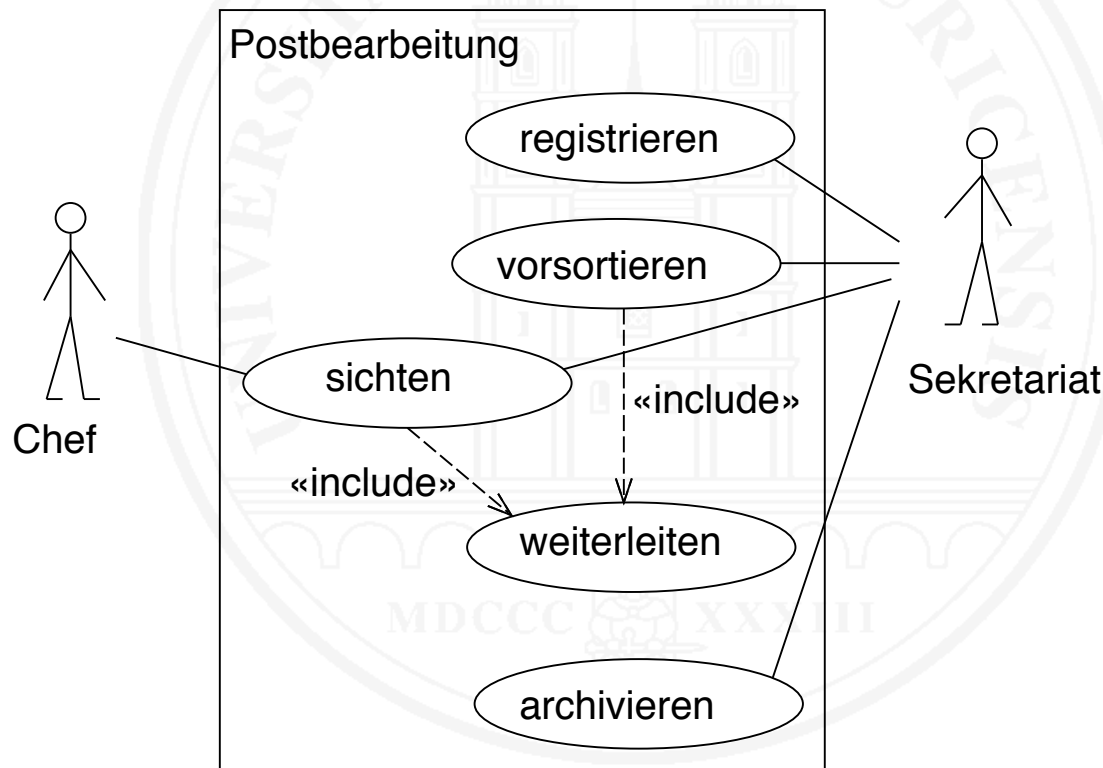 Postbearbeitung
registrieren
vorsortieren
sichten
«include»
Sekretariat
Chef
«include»
weiterleiten
MDCCC XXXIII
archivieren